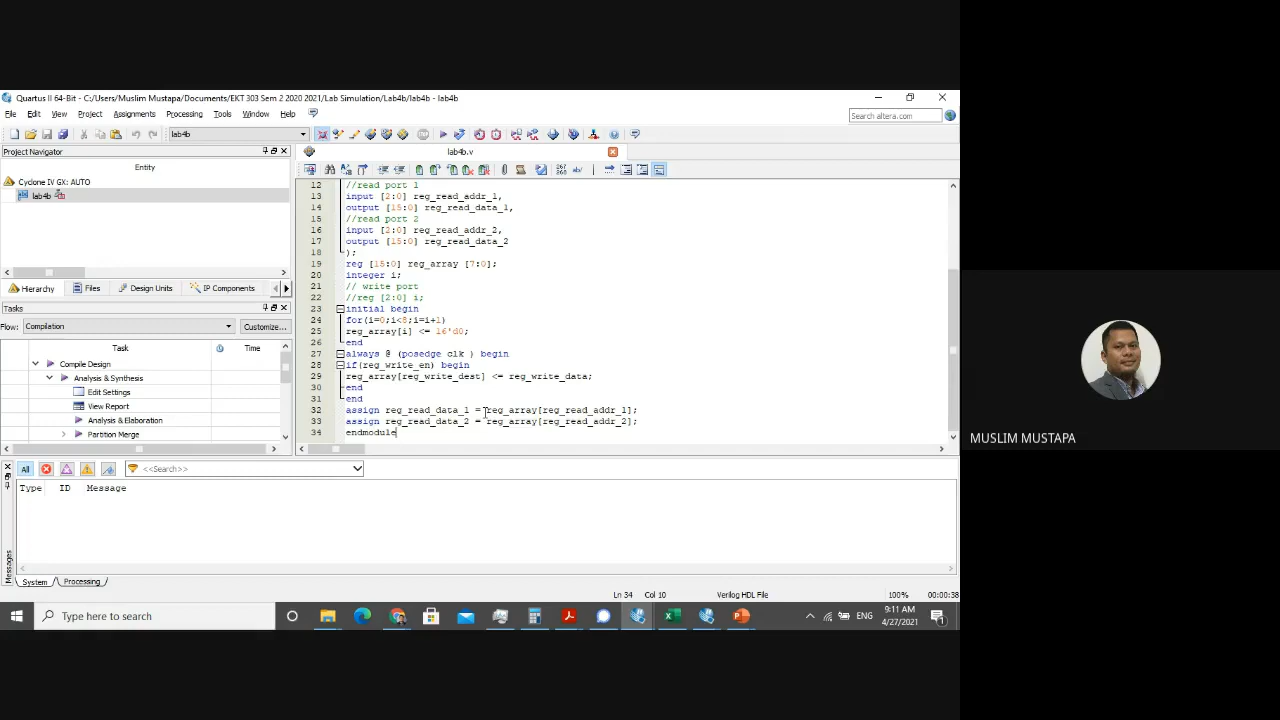 Quartus II 64-Bit - C:/Users/Muslim Mustapa/Documents/EKT 303 Sem 2 2020 2021/Lab Simulation/Lab4b/lab4b - lab4b
File Edit View Project Assignments Processing Tools Window Help
Search altera.com
lab4b
Project Navigator
lab4b.v
Entity
Cyclone IV GX: AUTO
lab4b
Hierarchy Files Design Units IP Components
Tasks
Flow: Compilation Customize...
Task Time
Compile Design
Analysis & Synthesis
Edit Settings
View Report
Analysis & Elaboration
Partition Merge
12 //read port 1
13 input [2:0] reg_read_addr_1,
14 output [15:0] reg_read_data_1,
15 //read port 2
16 input [2:0] reg_read_addr_2,
17 output [15:0] reg_read_data_2
18 );
19 reg [15:0] reg_array [7:0];
20 integer i;
21 // write port
22 //reg [2:0] i;
23 initial begin
24 for(i=0;i<8;i=i+1)
25 reg_array[i] <= 16'd0;
26 end
27 always @ (posedge clk ) begin
28 if(reg_write_en) begin
29 reg_array[reg_write_dest] <= reg_write_data;
30 end
31 end
32 assign reg_read_data_1 = reg_array[reg_read_addr_1];
33 assign reg_read_data_2 = reg_array[reg_read_addr_2];
34 endmodule
All <<Search>>
Type ID Message
Messages
System Processing
Ln 34 Col 10 Verilog HDL File 100% 00:00:38
Type here to search
ENG
9:11 AM
4/27/2021
MUSLIM MUSTAPA